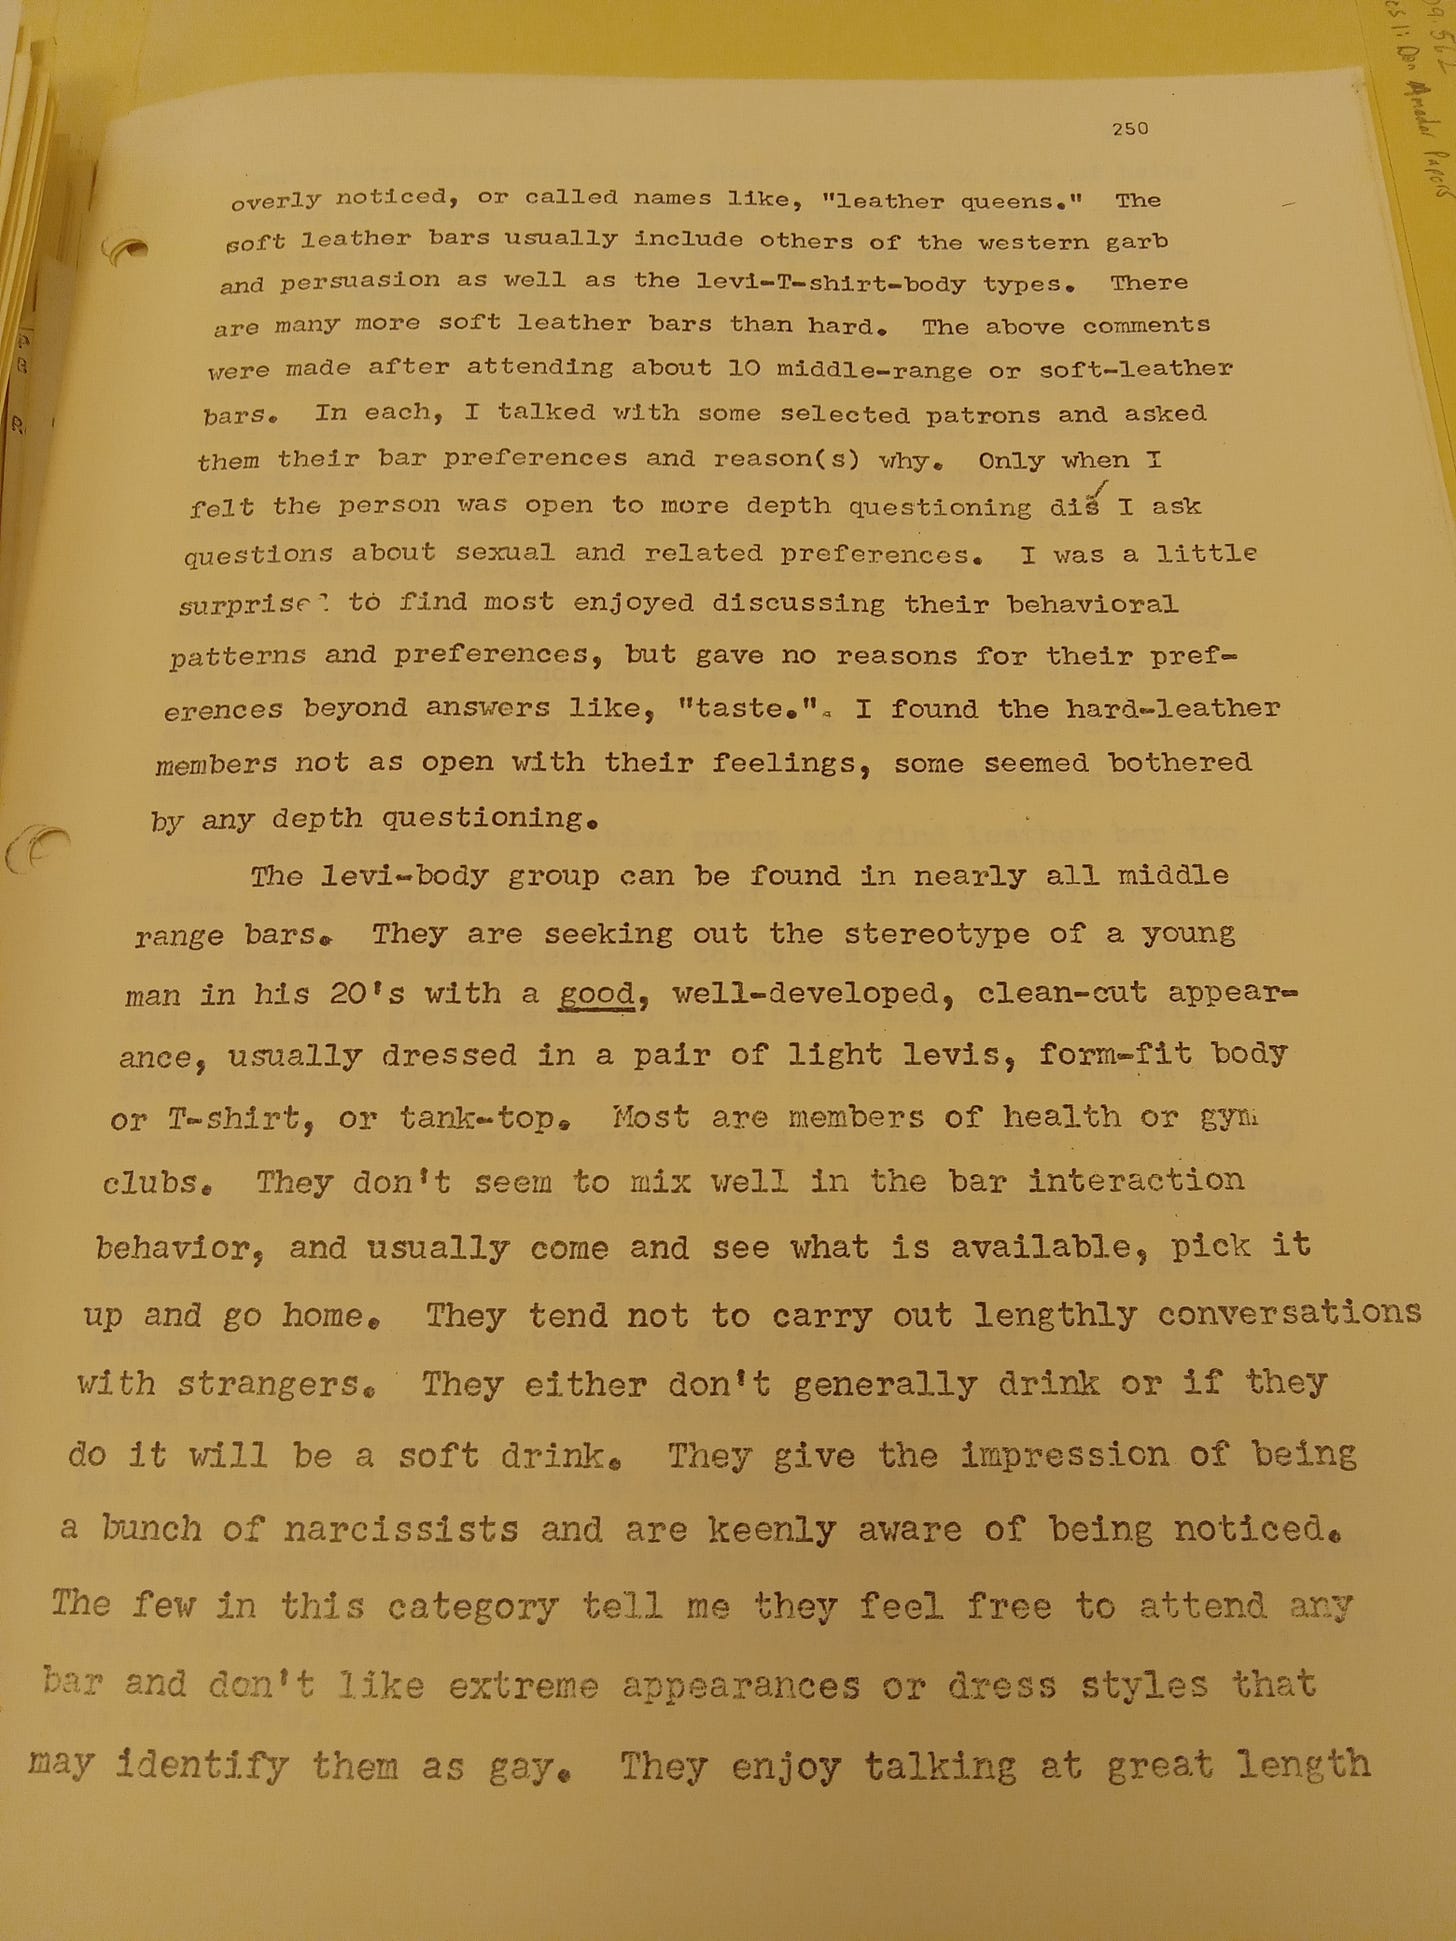 250
overly noticed, or called names like, "leather queens." The
soft leather bars usually include others of the western garb
and persuasion as well as the levi-T-shirt-body types. There
are many more soft leather bars than hard. The above comments
were made after attending about 10 middle-range or soft-leather
bars. In each, I talked with some selected patrons and asked
them their bar preferences and reason(s) why. Only when I
felt the person was open to more depth questioning dis I ask
questions about sexual and related preferences. I was a little
surprised to find most enjoyed discussing their behavioral
patterns and preferences, but gave no reasons for their pref-
erences beyond answers like, "taste.". I found the hard-leather
members not as open with their feelings, some seemed bothered
by any depth questioning.
The levi-body group can be found in nearly all middle
range bars. They are seeking out the stereotype of a young
man in his 20's with a good, well-developed, clean-cut appear-
ance, usually dressed in a pair of light levis, form-fit body
or T-shirt, or tank-top. Most are members of health or gym
clubs. They don't seem to mix well in the bar interaction
behavior, and usually come and see what is available, pick it
up and go home. They tend not to carry out lengthly conversations
with strangers. They either don't generally drink or if they
do it will be a soft drink. They give the impression of being
a bunch of narcissists and are keenly aware of being noticed.
The few in this category tell me they feel free to attend any
bar and don't like extreme appearances or dress styles that
may identify them as gay. They enjoy talking at great length
Don Amador Papers